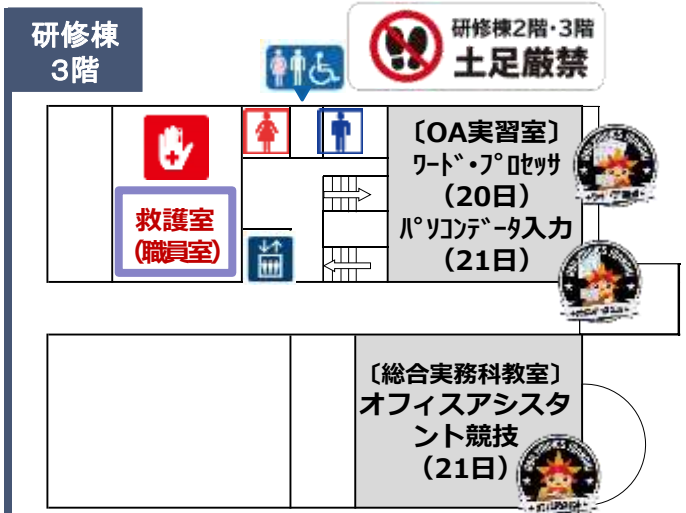 研修棟
3階
研修棟2階・3階
土足厳禁
〔OA実習室〕
ワード・プロセッサ
（20日）
パソコンデータ入力
（21日）
救護室
（職員室）
〔総合実務科教室〕
オフィスアシスタ
ント競技
（21日）